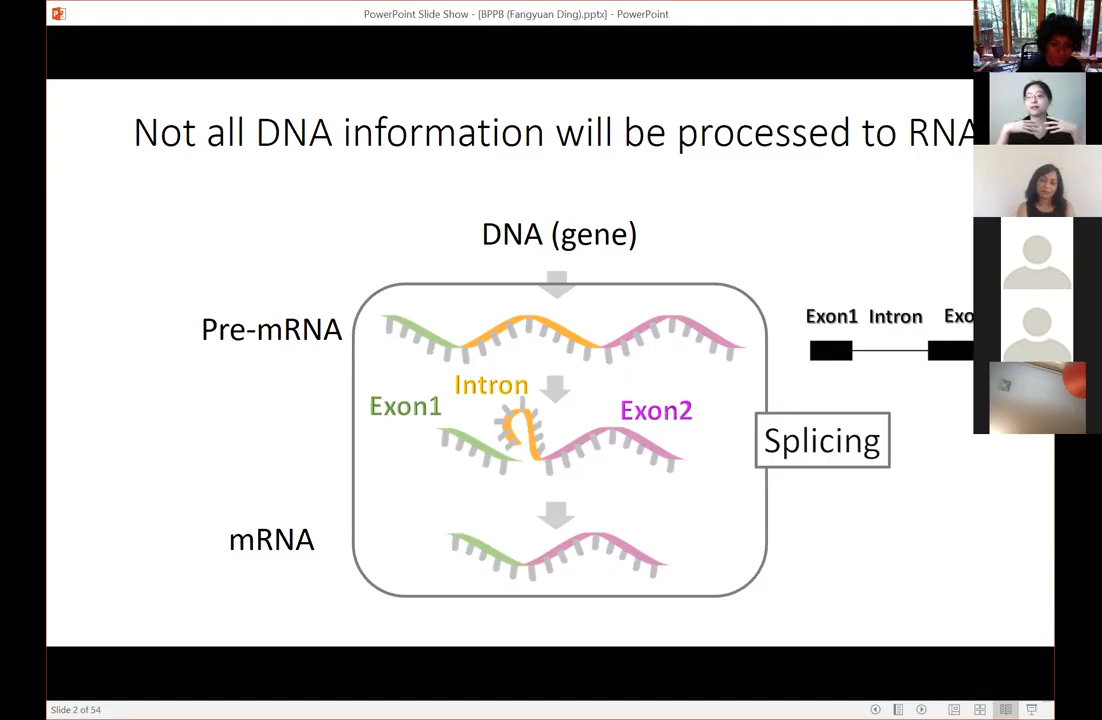 PowerPoint Slide Show - [BPPB (Fangyuan Ding).pptx] - PowerPoint
Not all DNA information will be processed to RNA
DNA (gene)
Pre-mRNA
Exon1 Intron Exo
Intron
Exon1
Exon2
Splicing
mRNA
Slide 2 of 54